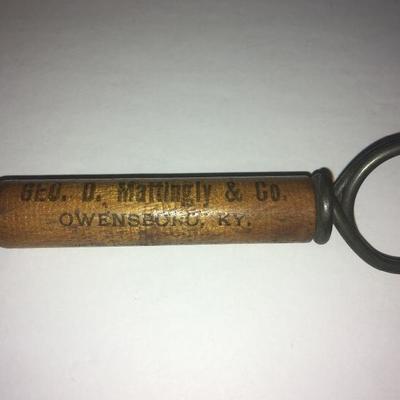 GEO. D. Mattingly & Co.
OWENSBORO, KY.